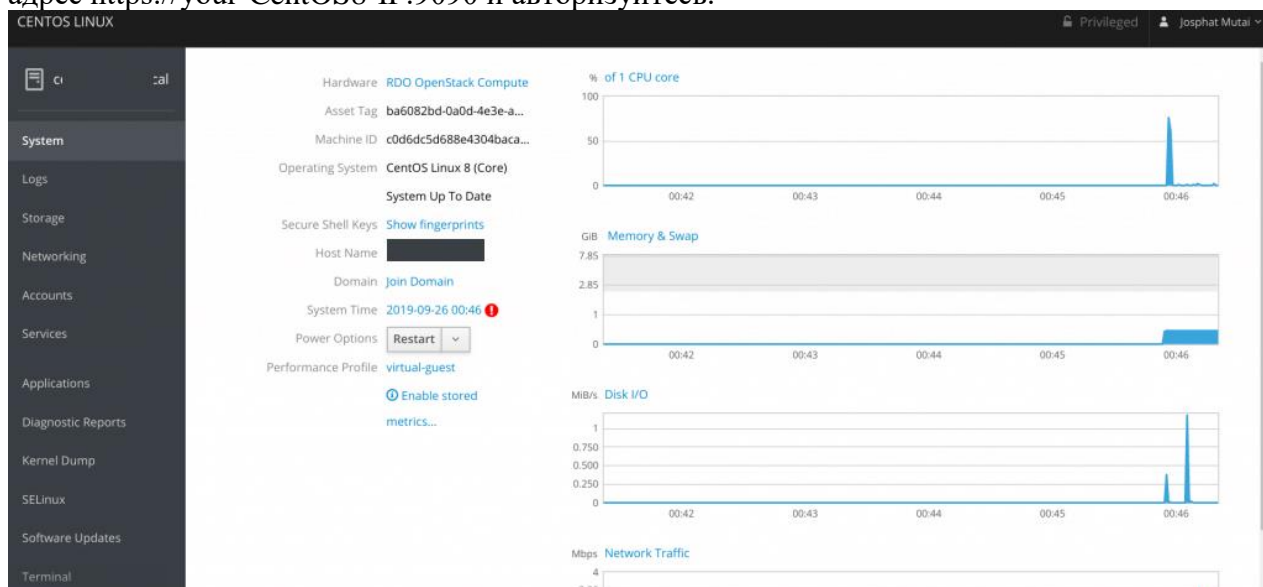 адрес https://your-CentOS8-IP:9090 и авторизуйтесь.
CENTOS LINUX
Privileged
Josphat Mutai
System
Logs
Storage
Networking
Accounts
Services
Applications
Diagnostic Reports
Kernel Dump
SELinux
Software Updates
Terminal
Hardware RDO OpenStack Compute
Asset Tag ba6082bd-0a0d-4e3e-a...
Machine ID c0d6dc5d688e4304baca...
Operating System CentOS Linux 8 (Core)
System Up To Date
Secure Shell Keys Show fingerprints
Host Name
Domain Join Domain
System Time 2019-09-26 00:46
Power Options Restart
Performance Profile virtual-guest
Enable stored
metrics...
% of 1 CPU core
100
50
0
00:42 00:43 00:44 00:45 00:46
GiB Memory & Swap
7.85
2.85
1
0
00:42 00:43 00:44 00:45 00:46
MiB/s Disk I/O
1
0.750
0.500
0.250
0
00:42 00:43 00:44 00:45 00:46
Mbps Network Traffic
4